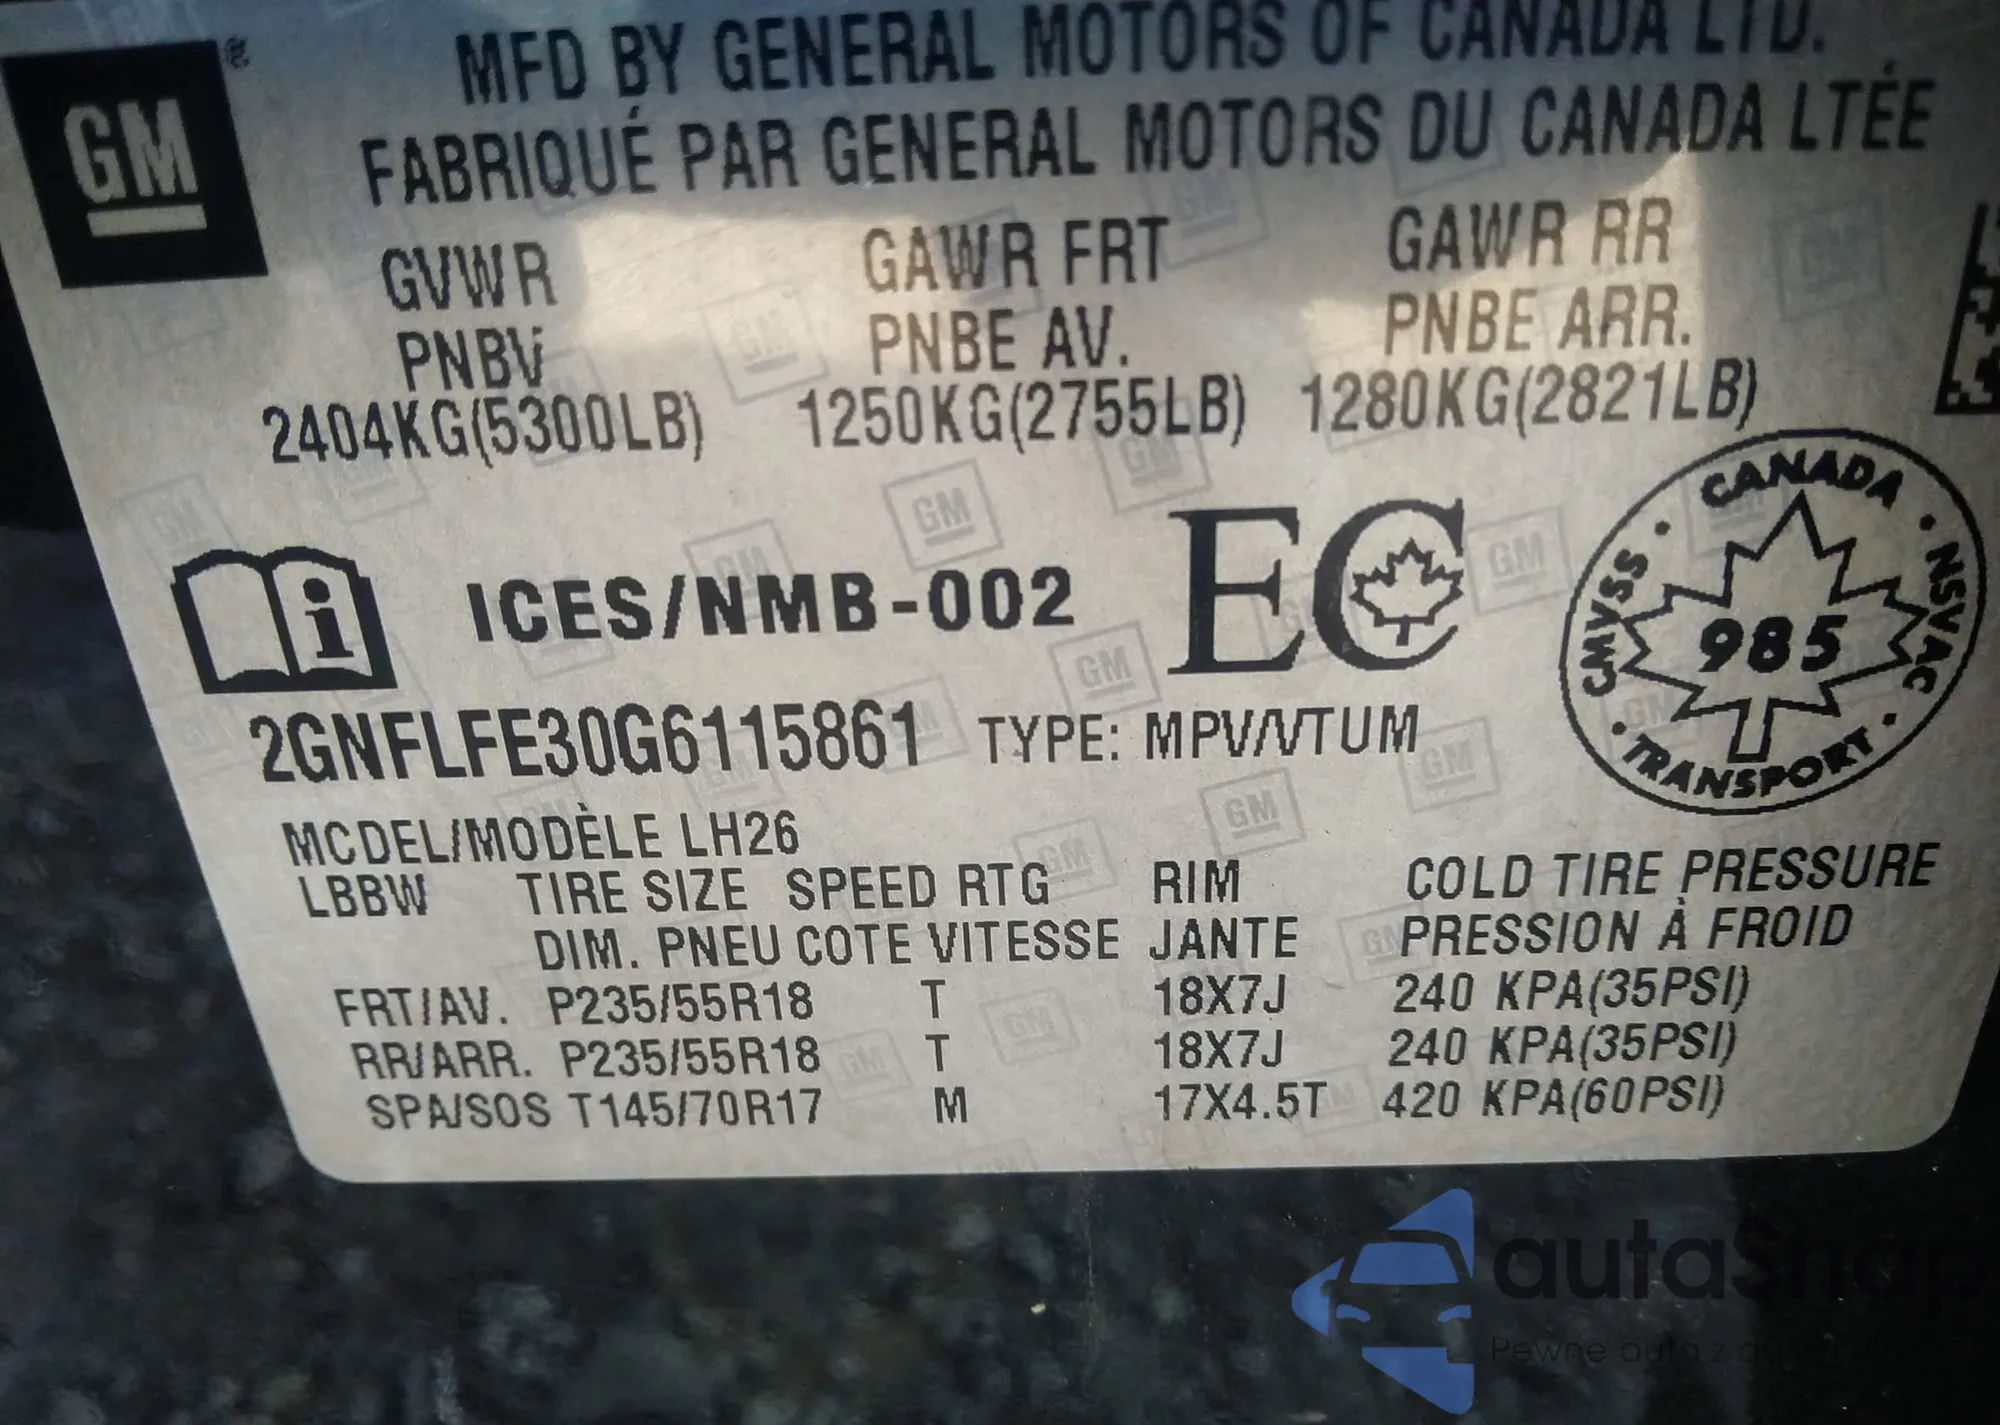 GM®
MFD BY GENERAL MOTORS OF CANADA LTD.
FABRIQUÉ PAR GENERAL MOTORS DU CANADA LTÉE
GVWR GAWR FRT GAWR RR
PNBV PNBE AV. PNBE ARR.
2404KG(5300LB) 1250KG(2755LB) 1280KG(2821LB)
i ICES/NMB-002 EC
CANADA · NSVAC · TRANSPORT · CMVSS ·
985
2GNFLFE30G6115861 TYPE: MPV/VTUM
MODEL/MODÈLE LH26
LBBW TIRE SIZE SPEED RTG RIM COLD TIRE PRESSURE
DIM. PNEU COTE VITESSE JANTE PRESSION À FROID
FRT/AV. P235/55R18 T 18X7J 240 KPA(35PSI)
RR/ARR. P235/55R18 T 18X7J 240 KPA(35PSI)
SPA/SOS T145/70R17 M 17X4.5T 420 KPA(60PSI)
autaSnap
Pewne auta z